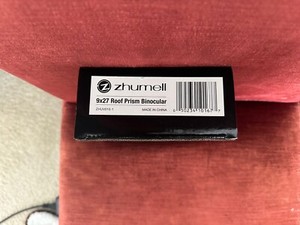 zhumell
9x27 Roof Prism Binocular
MADE IN CHINA